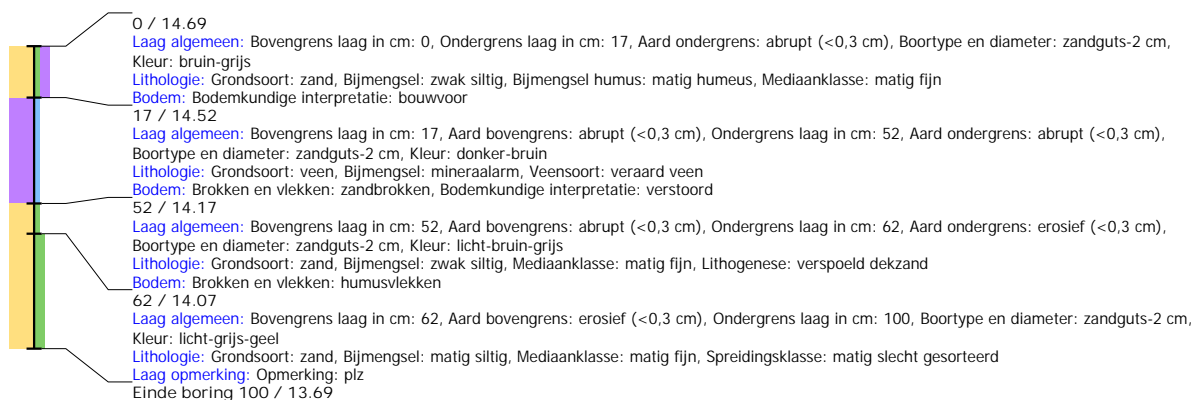 0 / 14.69
Laag algemeen: Bovengrens laag in cm: 0, Ondergrens laag in cm: 17, Aard ondergrens: abrupt (<0,3 cm), Boortype en diameter: zandguts-2 cm,
Kleur: bruin-grijs
Lithologie: Grondsoort: zand, Bijmengsel: zwak siltig, Bijmengsel humus: matig humeus, Mediaanklasse: matig fijn
Bodem: Bodemkundige interpretatie: bouwvoor
17 / 14.52
Laag algemeen: Bovengrens laag in cm: 17, Aard bovengrens: abrupt (<0,3 cm), Ondergrens laag in cm: 52, Aard ondergrens: abrupt (<0,3 cm),
Boortype en diameter: zandguts-2 cm, Kleur: donker-bruin
Lithologie: Grondsoort: veen, Bijmengsel: mineraalarm, Veensoort: veraard veen
Bodem: Brokken en vlekken: zandbrokken, Bodemkundige interpretatie: verstoord
52 / 14.17
Laag algemeen: Bovengrens laag in cm: 52, Aard bovengrens: abrupt (<0,3 cm), Ondergrens laag in cm: 62, Aard ondergrens: erosief (<0,3 cm),
Boortype en diameter: zandguts-2 cm, Kleur: licht-bruin-grijs
Lithologie: Grondsoort: zand, Bijmengsel: zwak siltig, Mediaanklasse: matig fijn, Lithogenese: verspoeld dekzand
Bodem: Brokken en vlekken: humusvlekken
62 / 14.07
Laag algemeen: Bovengrens laag in cm: 62, Aard bovengrens: erosief (<0,3 cm), Ondergrens laag in cm: 100, Boortype en diameter: zandguts-2 cm,
Kleur: licht-grijs-geel
Lithologie: Grondsoort: zand, Bijmengsel: matig siltig, Mediaanklasse: matig fijn, Spreidingsklasse: matig slecht gesorteerd
Laag opmerking: Opmerking: plz
Einde boring 100 / 13.69